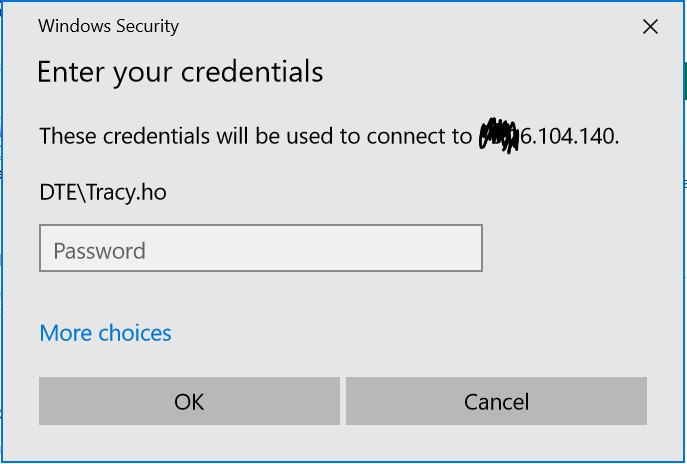 Windows Security
Enter your credentials
These credentials will be used to connect to 6.104.140.
DTE\Tracy.ho
Password
More choices
OK
Cancel